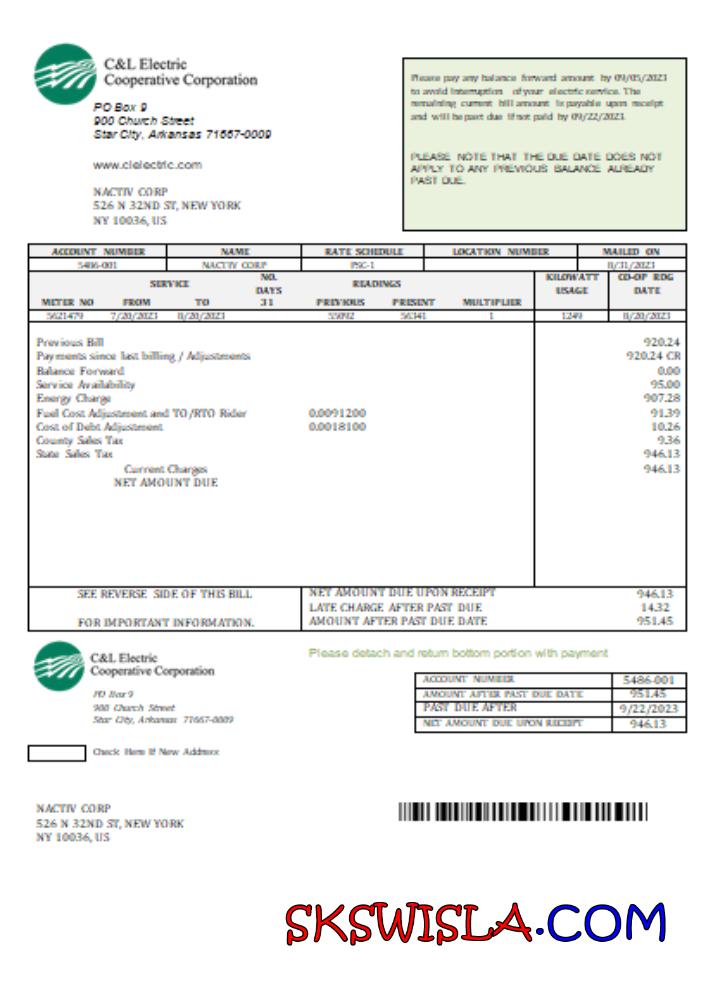 C&L Electric
Cooperative Corporation
PO Box 9
900 Church Street
Star City, Arkansas 71667-0009
www.clelectric.com
NACTIV CORP
526 N 32ND ST, NEW YORK
NY 10036, US
Please pay any balance forward amount by 09/05/2023
to avoid interruption of your electric service. The
remaining current bill amount is payable upon receipt
and will be past due if not paid by 09/22/2023.
PLEASE NOTE THAT THE DUE DATE DOES NOT
APPLY TO ANY PREVIOUS BALANCE ALREADY
PAST DUE.
ACCOUNT NUMBER NAME RATE SCHEDULE LOCATION NUMBER MAILED ON
5486-001 NACTIV CORP PSC-1 8/31/2023
SERVICE NO. DAYS READINGS KILOWATT USAGE CO-OP RDG DATE
METER NO FROM TO 31 PREVIOUS PRESENT MULTIPLIER
5621479 7/20/2023 8/20/2023 55092 56341 1 1249 8/20/2023
Previous Bill 920.24
Payments since last billing / Adjustments 920.24 CR
Balance Forward 0.00
Service Availability 95.00
Energy Charge 907.28
Fuel Cost Adjustment and TO/RTO Rider 0.0091200 91.39
Cost of Debt Adjustment 0.0018100 10.26
County Sales Tax 9.36
State Sales Tax 946.13
Current Charges 946.13
NET AMOUNT DUE
SEE REVERSE SIDE OF THIS BILL
FOR IMPORTANT INFORMATION.
NET AMOUNT DUE UPON RECEIPT 946.13
LATE CHARGE AFTER PAST DUE 14.32
AMOUNT AFTER PAST DUE DATE 951.45
C&L Electric
Cooperative Corporation
PO Box 9
900 Church Street
Star City, Arkansas 71667-0009
Please detach and return bottom portion with payment
ACCOUNT NUMBER 5486-001
AMOUNT AFTER PAST DUE DATE 951.45
PAST DUE AFTER 9/22/2023
NET AMOUNT DUE UPON RECEIPT 946.13
Check Here If New Address
NACTIV CORP
526 N 32ND ST, NEW YORK
NY 10036, US
SKSWISLA.COM